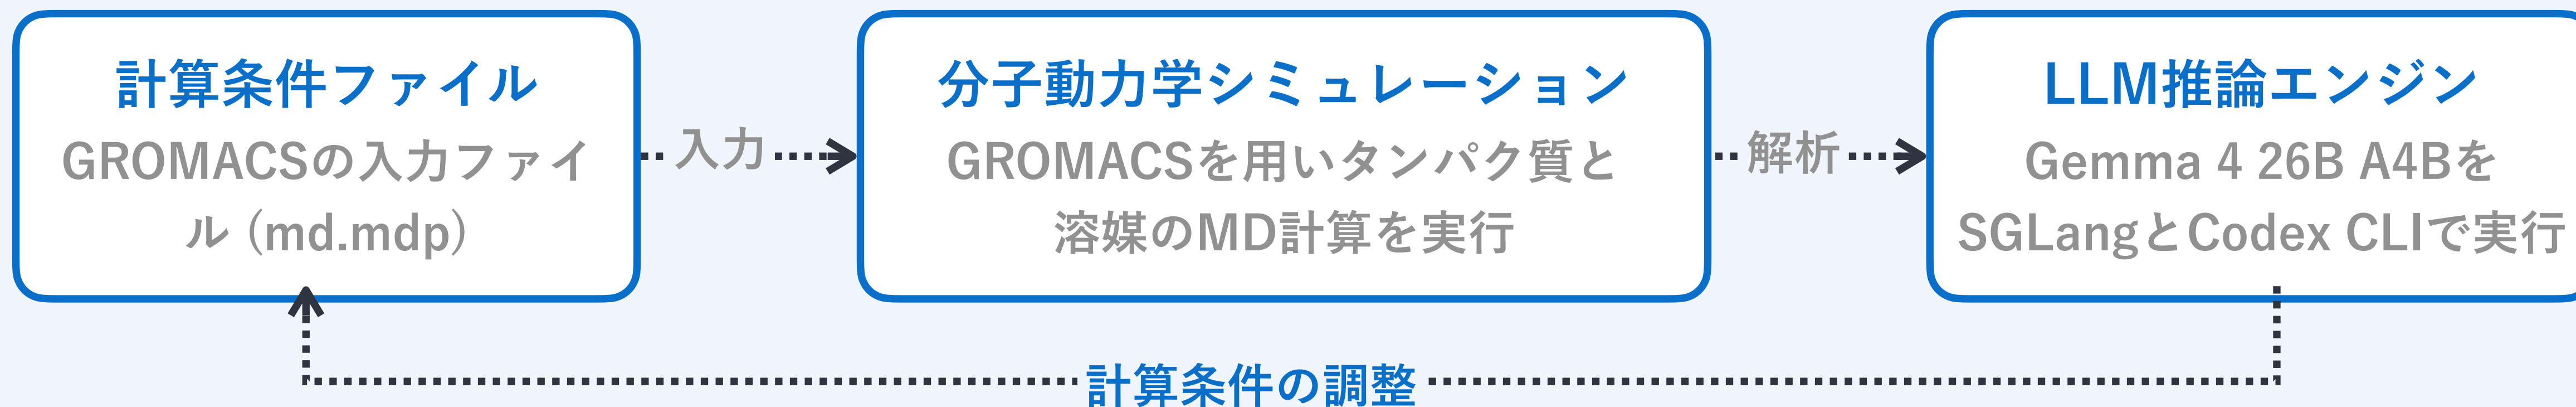 計算条件ファイル
GROMACSの入力ファイ
ル (md.mdp)
入力
分子動力学シミュレーション
GROMACSを用いタンパク質と
溶媒のMD計算を実行
解析
LLM推論エンジン
Gemma 4 26B A4Bを
SGLangとCodex CLIで実行
計算条件の調整